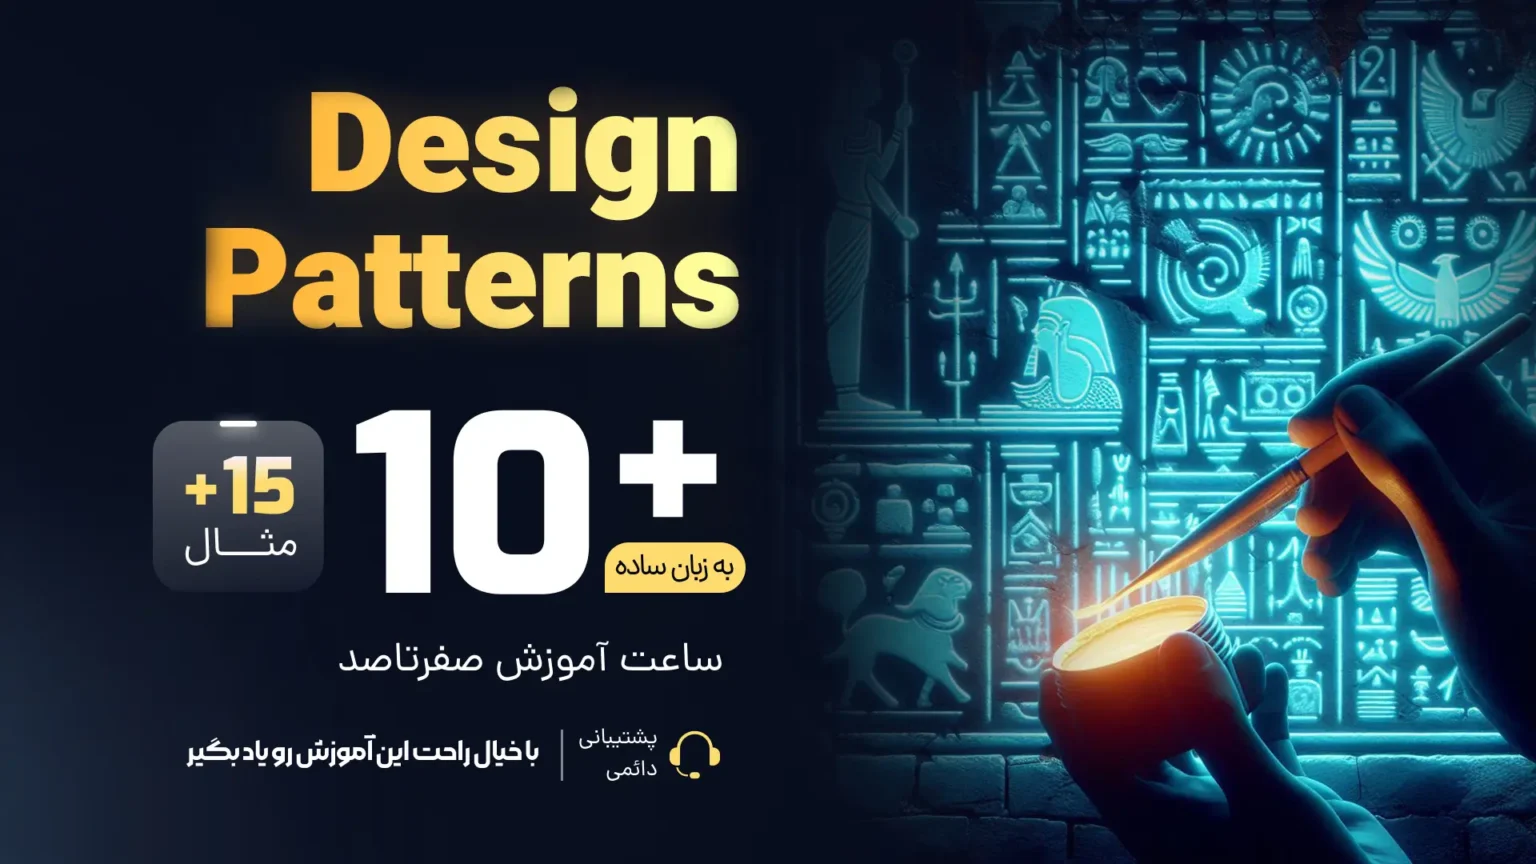 Design
Patterns
10+
به زبان ساده
15+
مثال
ساعت آموزش صفرتاصد
پشتیبانی
دائمی
با خیال راحت این آموزش رو یاد بگیر